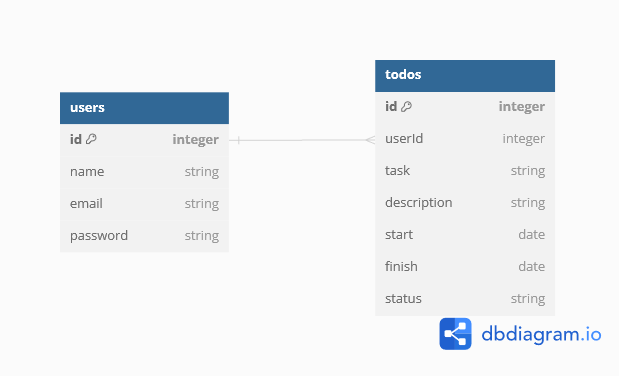 users
id integer
name string
email string
password string
todos
id integer
userId integer
task string
description string
start date
finish date
status string
dbdiagram.io